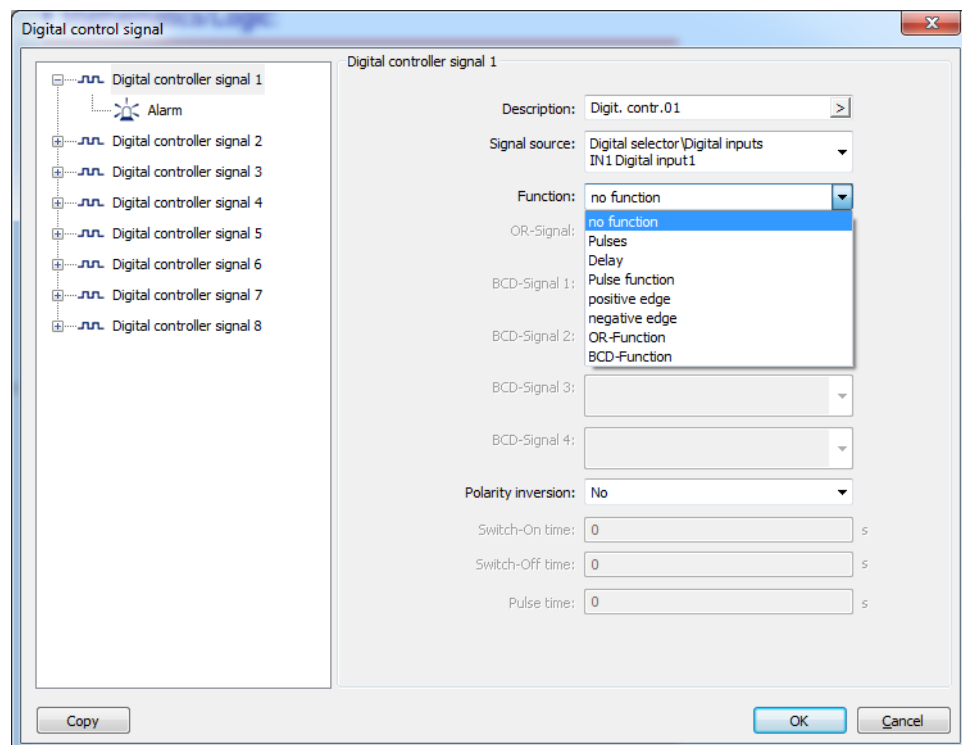 Mathematics/Logic
Digital control signal
Digital controller signal 1
Alarm
Digital controller signal 2
Digital controller signal 3
Digital controller signal 4
Digital controller signal 5
Digital controller signal 6
Digital controller signal 7
Digital controller signal 8
Digital controller signal 1
Description: Digit. contr.01 >
Signal source: Digital selector\Digital inputs
IN1 Digital input1
Function: no function
no function
Pulses
Delay
Pulse function
positive edge
negative edge
OR-Function
BCD-Function
OR-Signal:
BCD-Signal 1:
BCD-Signal 2:
BCD-Signal 3:
BCD-Signal 4:
Polarity inversion: No
Switch-On time: 0 s
Switch-Off time: 0 s
Pulse time: 0 s
Copy
OK
Cancel